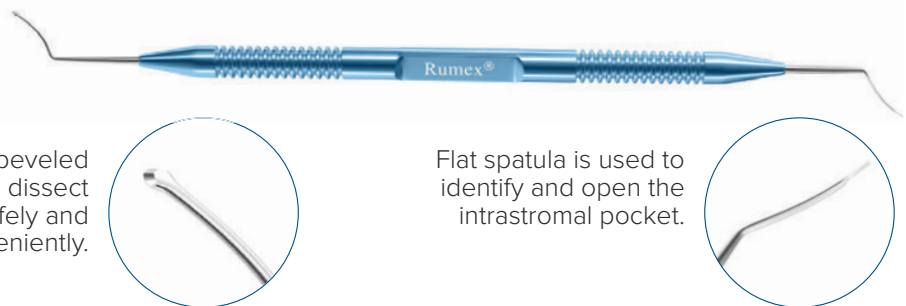 Rumex®
beveled
dissect
fely and
eniently.
Flat spatula is used to
identify and open the
intrastromal pocket.